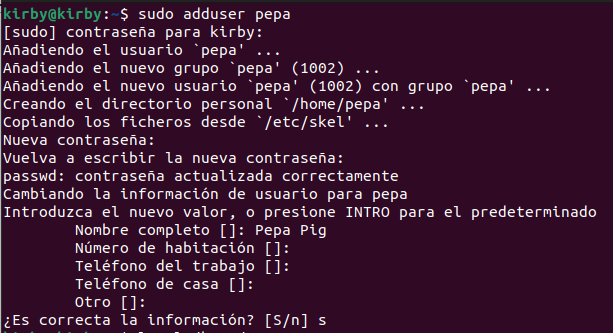 kirby@kirby:~$ sudo adduser pepa
[sudo] contraseña para kirby:
Añadiendo el usuario `pepa' ...
Añadiendo el nuevo grupo `pepa' (1002) ...
Añadiendo el nuevo usuario `pepa' (1002) con grupo `pepa' ...
Creando el directorio personal `/home/pepa' ...
Copiando los ficheros desde `/etc/skel' ...
Nueva contraseña:
Vuelva a escribir la nueva contraseña:
passwd: contraseña actualizada correctamente
Cambiando la información de usuario para pepa
Introduzca el nuevo valor, o presione INTRO para el predeterminado
Nombre completo []: Pepa Pig
Número de habitación []:
Teléfono del trabajo []:
Teléfono de casa []:
Otro []:
¿Es correcta la información? [S/n] s